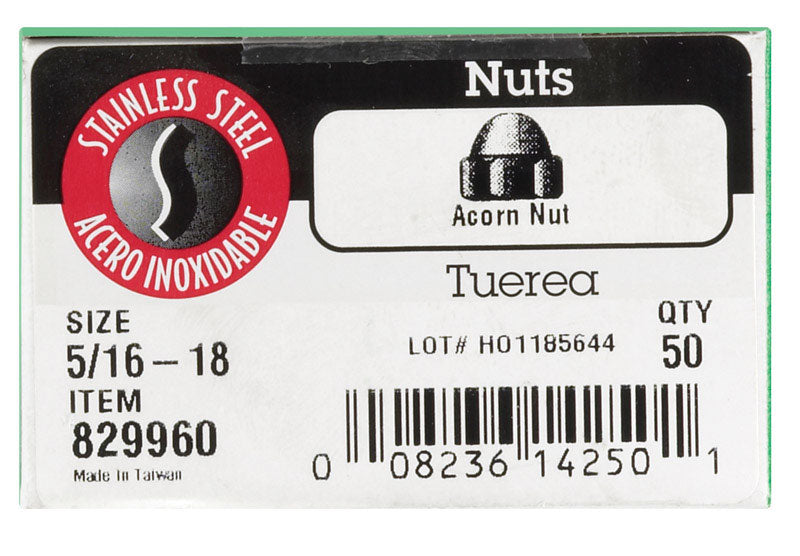 STAINLESS STEEL
ACERO INOXIDABLE
Nuts
Acorn Nut
Tuerea
SIZE
5/16 – 18
ITEM
829960
Made In Taiwan
LOT# H01185644
QTY
50
0 08236 14250 1